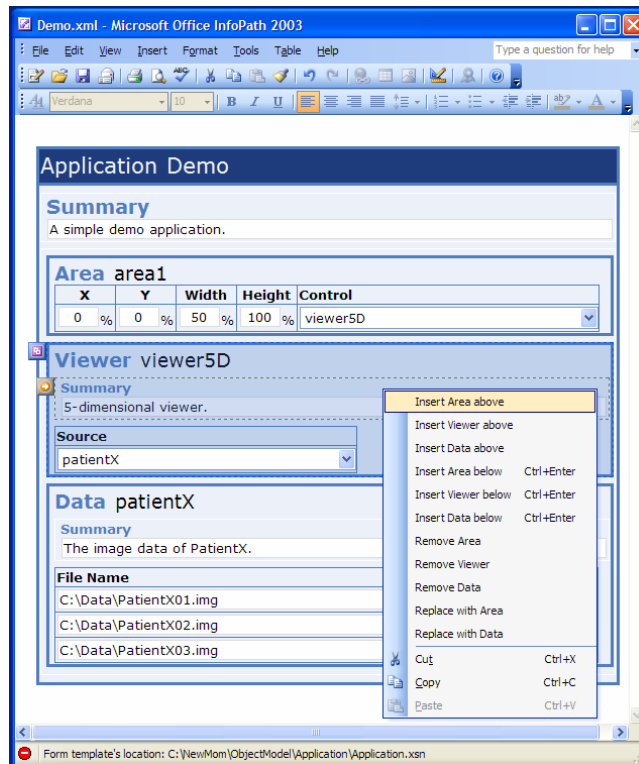 Demo.xml - Microsoft Office InfoPath 2003
File Edit View Insert Format Tools Table Help Type a question for help
Verdana 10 B I U ab A
Application Demo
Summary
A simple demo application.
Area area1
X Y Width Height Control
0 % 0 % 50 % 100 % viewer5D
Viewer viewer5D
Summary
5-dimensional viewer.
Source
patientX
Data patientX
Summary
The image data of PatientX.
File Name
C:\Data\PatientX01.img
C:\Data\PatientX02.img
C:\Data\PatientX03.img
Insert Area above
Insert Viewer above
Insert Data above
Insert Area below Ctrl+Enter
Insert Viewer below Ctrl+Enter
Insert Data below Ctrl+Enter
Remove Area
Remove Viewer
Remove Data
Replace with Area
Replace with Data
Cut Ctrl+X
Copy Ctrl+C
Paste Ctrl+V
Form template's location: C:\NewMom\ObjectModel\Application\Application.xsn